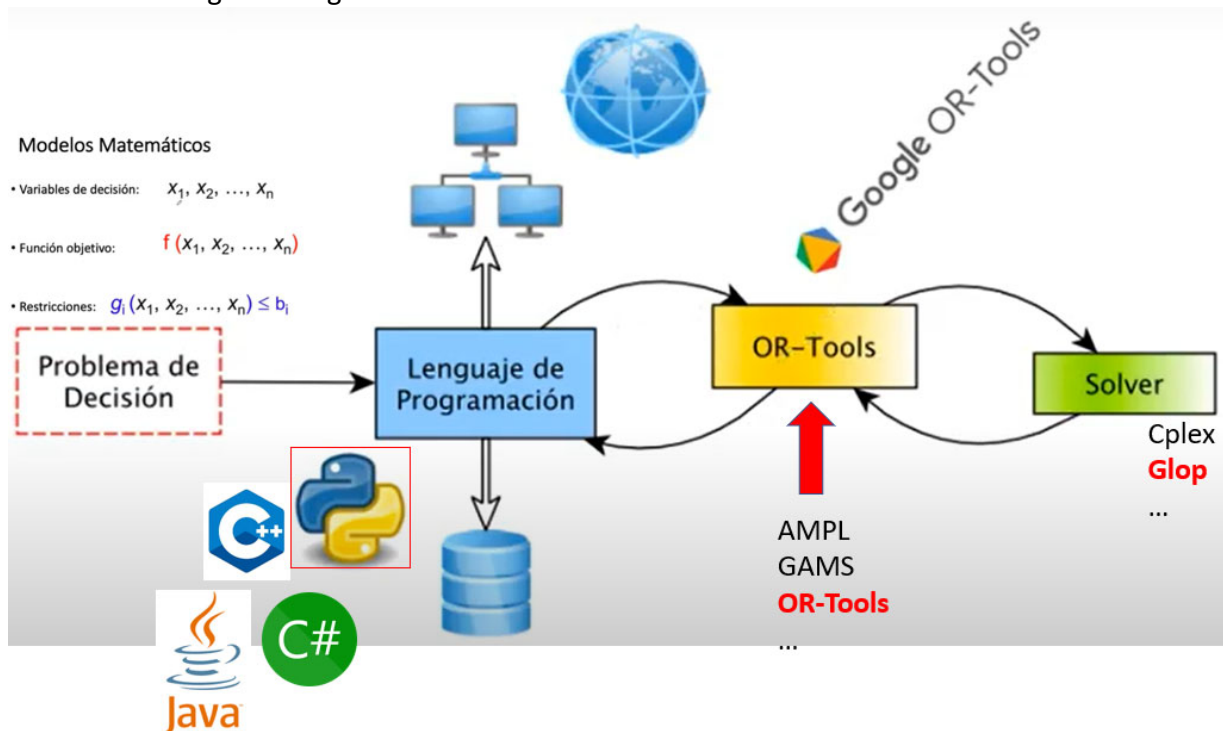 Modelos Matemáticos
• Variables de decisión: x₁, x₂, ..., xₙ
• Función objetivo: f (x₁, x₂, ..., xₙ)
• Restricciones: gᵢ (x₁, x₂, ..., xₙ) ≤ bᵢ
Problema de
Decisión
Lenguaje de
Programación
Google OR-Tools
OR-Tools
Solver
Cplex
Glop
...
AMPL
GAMS
OR-Tools
...
C++
C#
Java